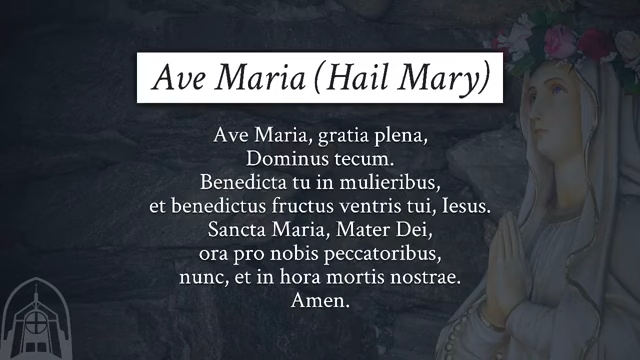 Ave Maria (Hail Mary)
Ave Maria, gratia plena,
Dominus tecum.
Benedicta tu in mulieribus,
et benedictus fructus ventris tui, Iesus.
Sancta Maria, Mater Dei,
ora pro nobis peccatoribus,
nunc, et in hora mortis nostrae.
Amen.